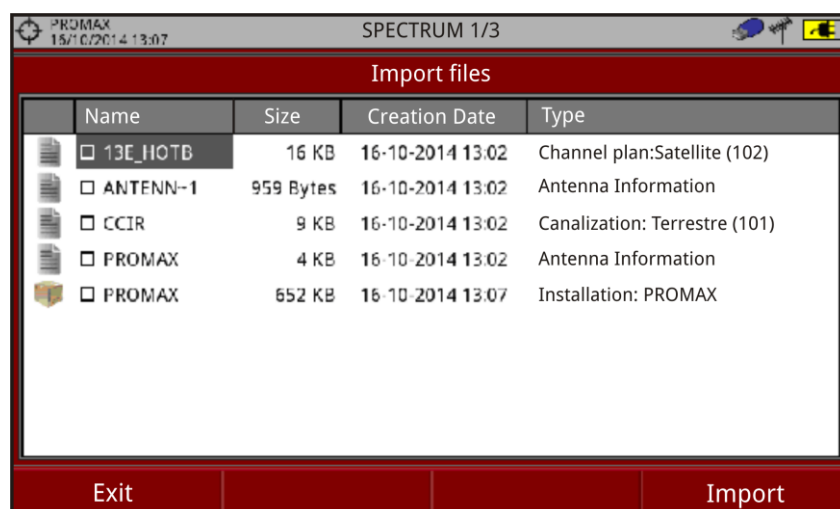 PROMAX
16/10/2014 13:07
SPECTRUM 1/3
Import files
Name Size Creation Date Type
13E_HOTB 16 KB 16-10-2014 13:02 Channel plan:Satellite (102)
ANTENN~1 959 Bytes 16-10-2014 13:02 Antenna Information
CCIR 9 KB 16-10-2014 13:02 Canalization: Terrestre (101)
PROMAX 4 KB 16-10-2014 13:02 Antenna Information
PROMAX 652 KB 16-10-2014 13:07 Installation: PROMAX
Exit Import